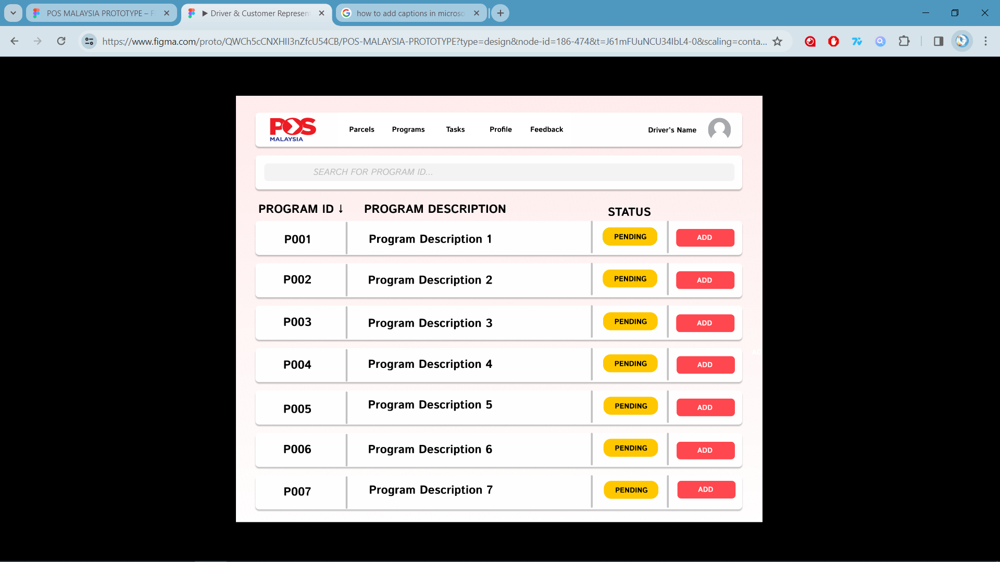 POS MALAYSIA PROTOTYPE – F
Driver & Customer Represen
how to add captions in microso
https://www.figma.com/proto/QWCh5cCNXHII3nZfcU54CB/POS-MALAYSIA-PROTOTYPE?type=design&node-id=186-474&t=J61mFUuNCU34IbL4-0&scaling=conta...
POS
MALAYSIA
Parcels Programs Tasks Profile Feedback Driver's Name
SEARCH FOR PROGRAM ID...
PROGRAM ID ↓ PROGRAM DESCRIPTION STATUS
P001 Program Description 1 PENDING ADD
P002 Program Description 2 PENDING ADD
P003 Program Description 3 PENDING ADD
P004 Program Description 4 PENDING ADD
P005 Program Description 5 PENDING ADD
P006 Program Description 6 PENDING ADD
P007 Program Description 7 PENDING ADD